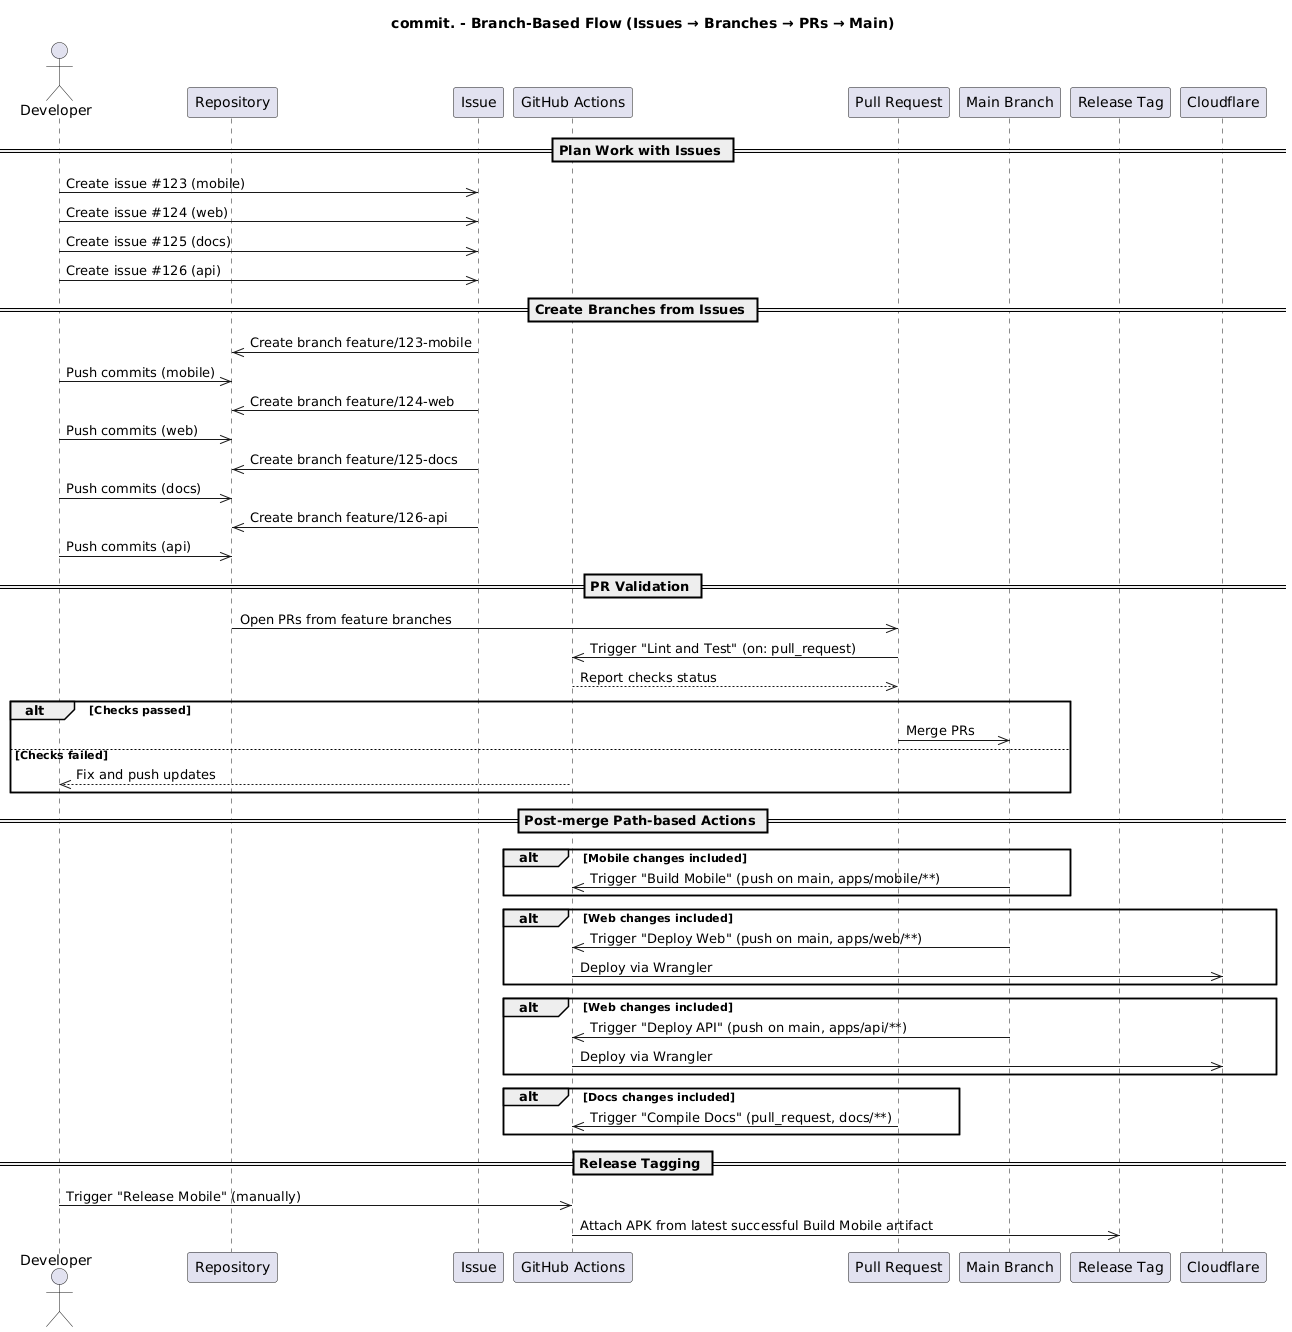 commit. - Branch-Based Flow (Issues → Branches → PRs → Main)
Developer
Repository
Issue
GitHub Actions
Pull Request
Main Branch
Release Tag
Cloudflare
Plan Work with Issues
Create issue #123 (mobile)
Create issue #124 (web)
Create issue #125 (docs)
Create issue #126 (api)
Create Branches from Issues
Create branch feature/123-mobile
Push commits (mobile)
Create branch feature/124-web
Push commits (web)
Create branch feature/125-docs
Push commits (docs)
Create branch feature/126-api
Push commits (api)
PR Validation
Open PRs from feature branches
Trigger "Lint and Test" (on: pull_request)
Report checks status
alt [Checks passed]
Merge PRs
[Checks failed]
Fix and push updates
Post-merge Path-based Actions
alt [Mobile changes included]
Trigger "Build Mobile" (push on main, apps/mobile/**)
alt [Web changes included]
Trigger "Deploy Web" (push on main, apps/web/**)
Deploy via Wrangler
alt [Web changes included]
Trigger "Deploy API" (push on main, apps/api/**)
Deploy via Wrangler
alt [Docs changes included]
Trigger "Compile Docs" (pull_request, docs/**)
Release Tagging
Trigger "Release Mobile" (manually)
Attach APK from latest successful Build Mobile artifact
Developer
Repository
Issue
GitHub Actions
Pull Request
Main Branch
Release Tag
Cloudflare